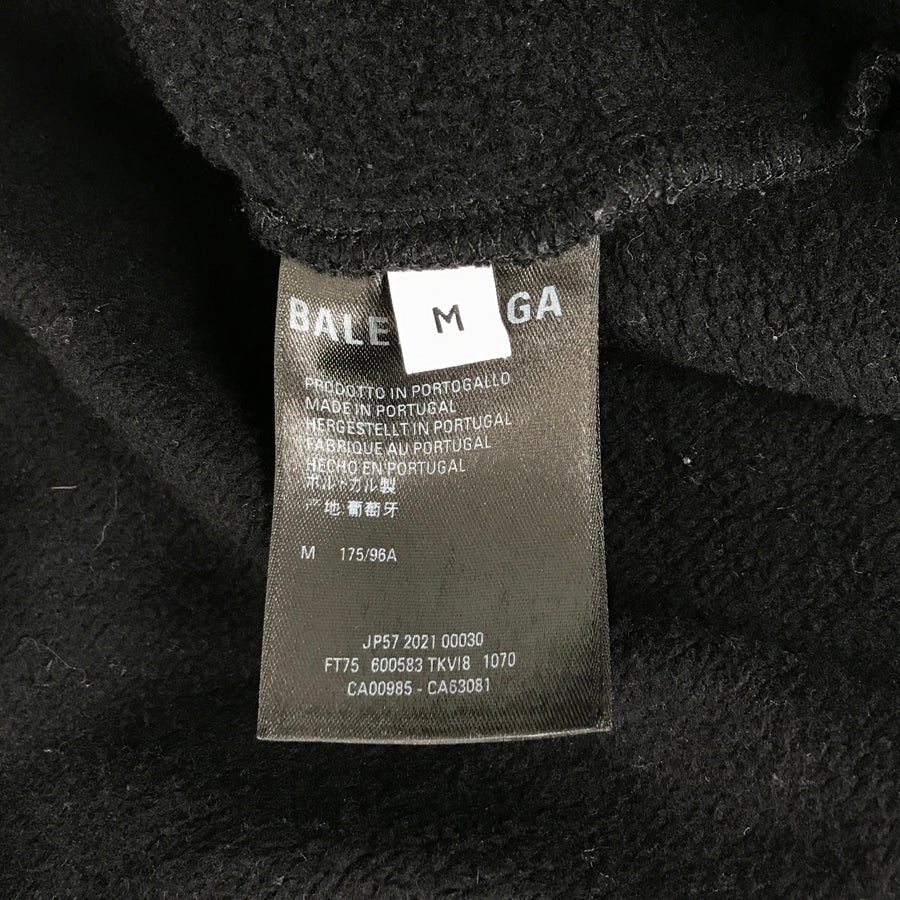 BALE GA
M
PRODOTTO IN PORTOGALLO
MADE IN PORTUGAL
HERGESTELLT IN PORTUGAL
FABRIQUE AU PORTUGAL
HECHO EN PORTUGAL
ポルトガル製
产地:葡萄牙
M 175/96A
JP57 2021 00030
FT75 600583 TKVI8 1070
CA00985 - CA63081